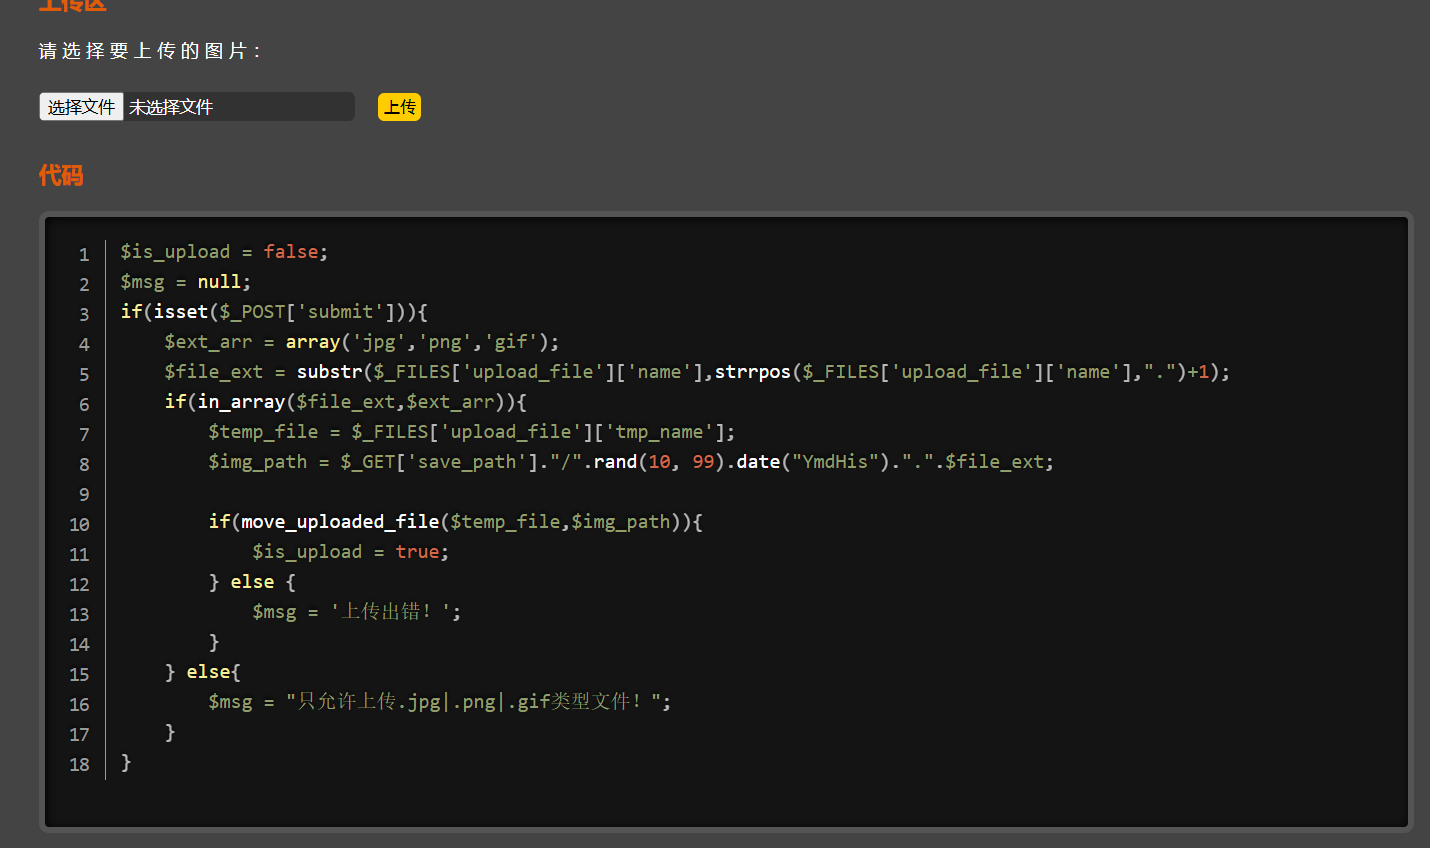 上传区
请选择要上传的图片：
选择文件 未选择文件 上传
代码
1 $is_upload = false;
2 $msg = null;
3 if(isset($_POST['submit'])){
4     $ext_arr = array('jpg','png','gif');
5     $file_ext = substr($_FILES['upload_file']['name'],strrpos($_FILES['upload_file']['name'],".")+1);
6     if(in_array($file_ext,$ext_arr)){
7         $temp_file = $_FILES['upload_file']['tmp_name'];
8         $img_path = $_GET['save_path']."/".rand(10, 99).date("YmdHis").".".$file_ext;
9
10         if(move_uploaded_file($temp_file,$img_path)){
11             $is_upload = true;
12         } else {
13             $msg = '上传出错！';
14         }
15     } else{
16         $msg = "只允许上传.jpg|.png|.gif类型文件！";
17     }
18 }